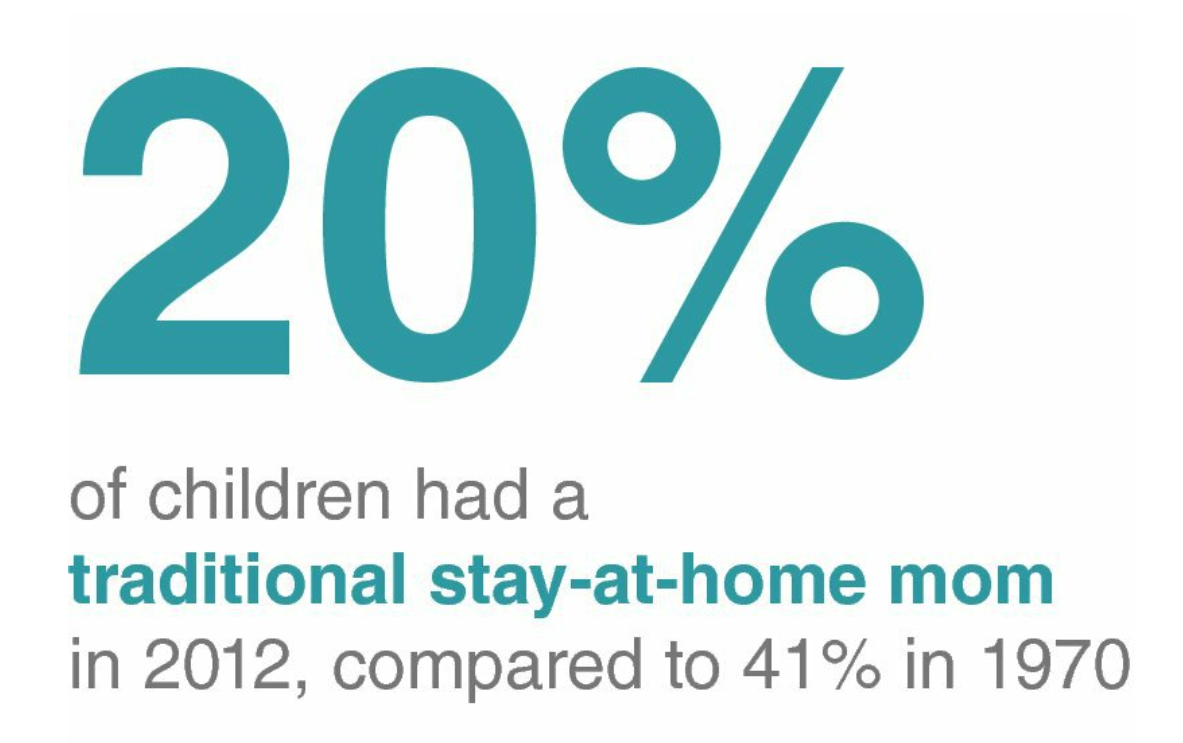 20%
of children had a
traditional stay-at-home mom
in 2012, compared to 41% in 1970